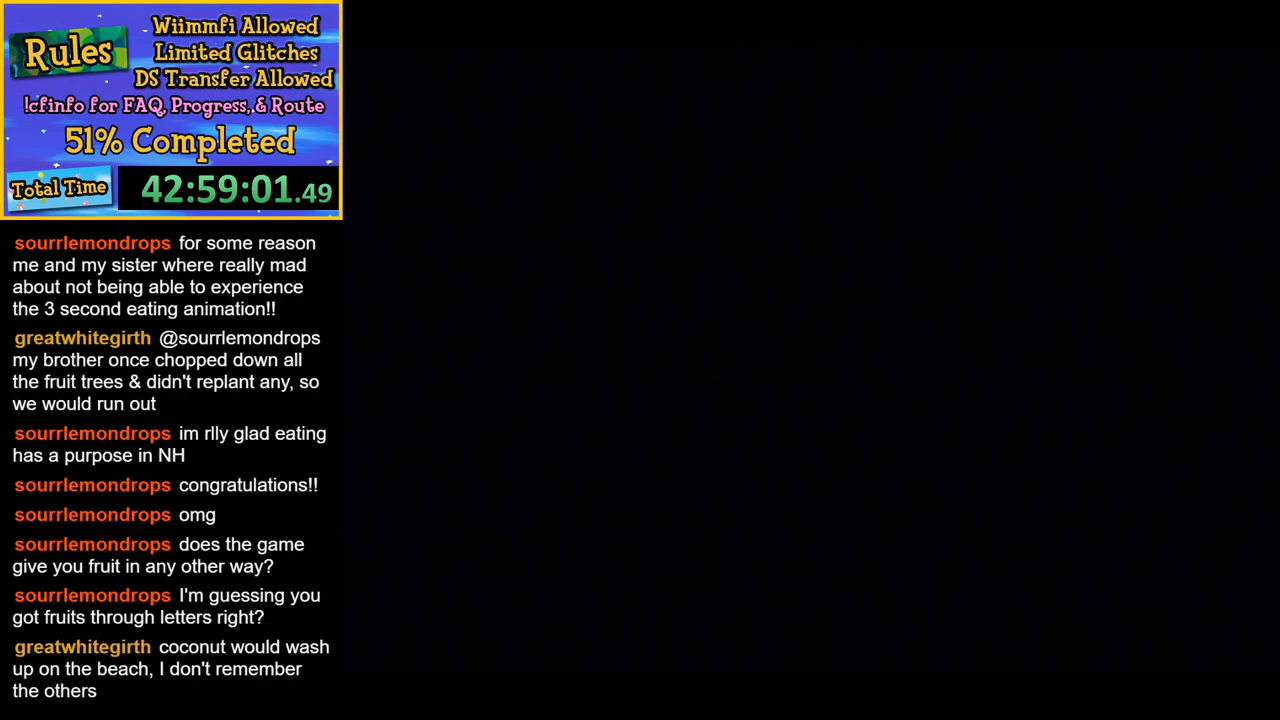 Rules
Wiimmfi Allowed
Limited Glitches
DS Transfer Allowed
!cfinfo for FAQ, Progress, & Route
51% Completed
Total Time
42:59:01.49
sourrlemondrops for some reason
me and my sister where really mad
about not being able to experience
the 3 second eating animation!!
greatwhitegirth @sourrlemondrops
my brother once chopped down all
the fruit trees & didn't replant any, so
we would run out
sourrlemondrops im rlly glad eating
has a purpose in NH
sourrlemondrops congratulations!!
sourrlemondrops omg
sourrlemondrops does the game
give you fruit in any other way?
sourrlemondrops I'm guessing you
got fruits through letters right?
greatwhitegirth coconut would wash
up on the beach, I don't remember
the others